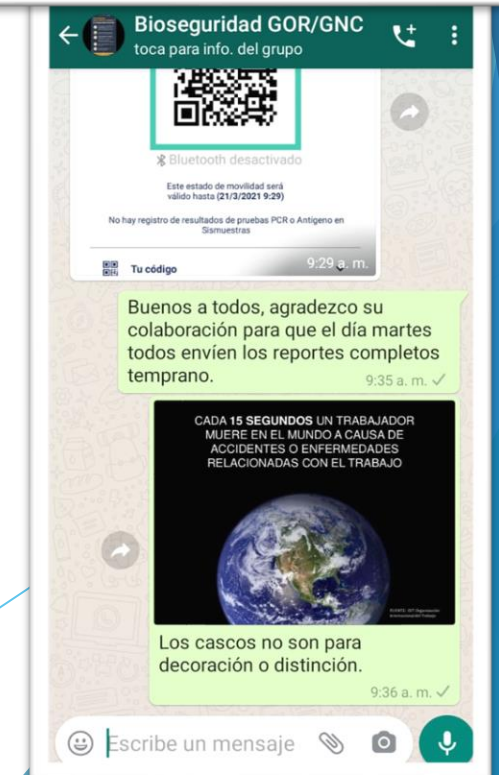 Bioseguridad GOR/GNC
toca para info. del grupo
Bluetooth desactivado
Este estado de movilidad será
válido hasta (21/3/2021 9:29)
No hay registro de resultados de pruebas PCR o Antígeno en
Sismuestras
Tu código
9:29 a. m.
Buenos a todos, agradezco su
colaboración para que el día martes
todos envíen los reportes completos
temprano.
9:35 a. m.
CADA 15 SEGUNDOS UN TRABAJADOR
MUERE EN EL MUNDO A CAUSA DE
ACCIDENTES O ENFERMEDADES
RELACIONADAS CON EL TRABAJO
Los cascos no son para
decoración o distinción.
9:36 a. m.
Escribe un mensaje